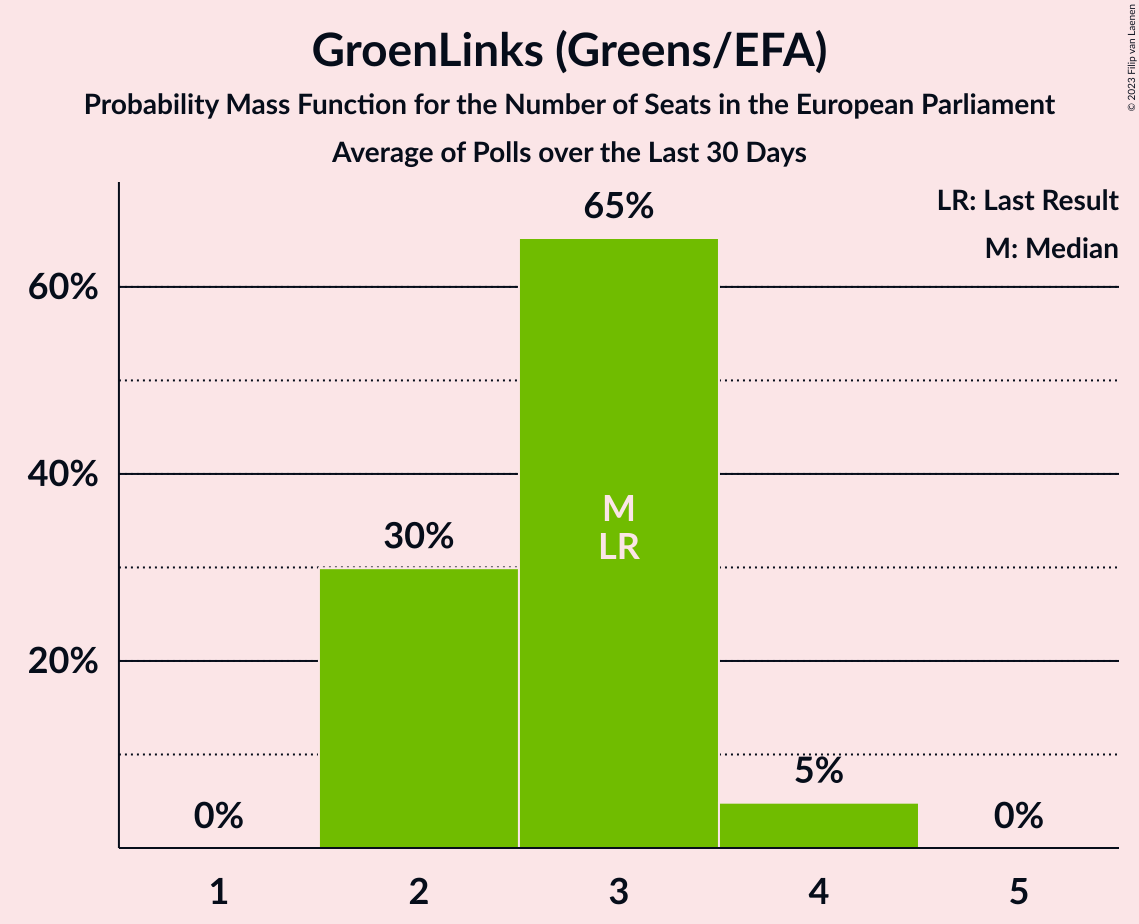 GroenLinks (Greens/EFA)
Probability Mass Function for the Number of Seats in the European Parliament
Average of Polls over the Last 30 Days
© 2023 Filip van Laenen
LR: Last Result
M: Median
65%
60%
40%
M
LR
30%
20%
5%
0%
0%
1 2 3 4 5